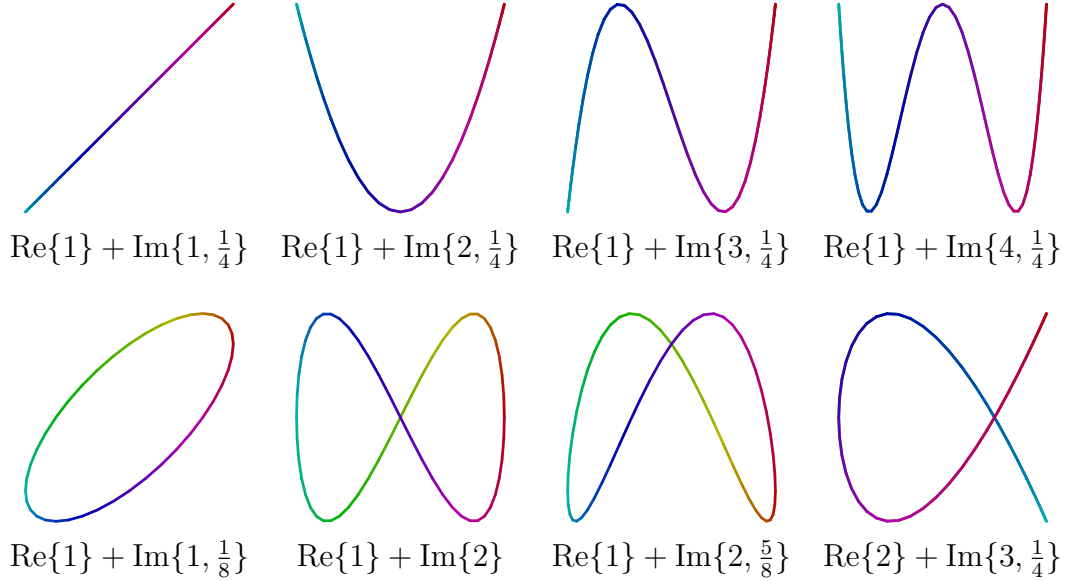 Re{1} + Im{1, 1/4} Re{1} + Im{2, 1/4} Re{1} + Im{3, 1/4} Re{1} + Im{4, 1/4}
Re{1} + Im{1, 1/8} Re{1} + Im{2} Re{1} + Im{2, 5/8} Re{2} + Im{3, 1/4}